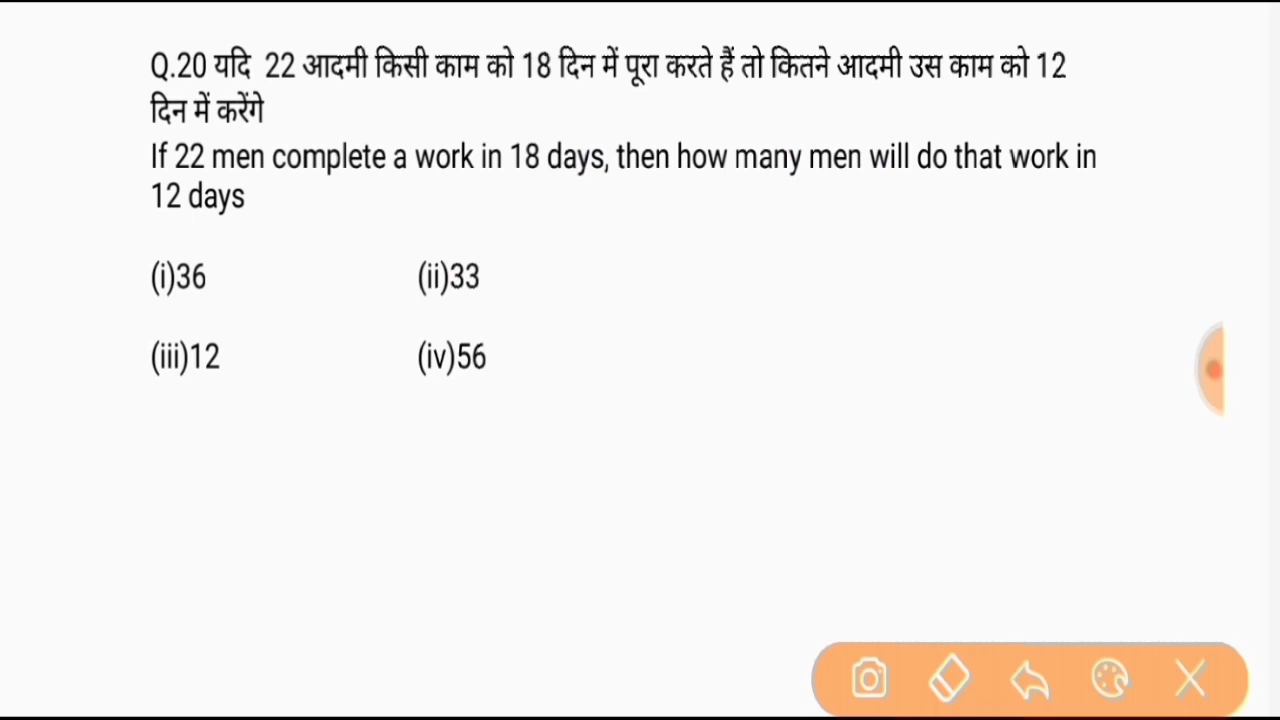 Q.20 यदि 22 आदमी किसी काम को 18 दिन में पूरा करते हैं तो कितने आदमी उस काम को 12
दिन में करेंगे
If 22 men complete a work in 18 days, then how many men will do that work in
12 days
(i)36 (ii)33
(iii)12 (iv)56